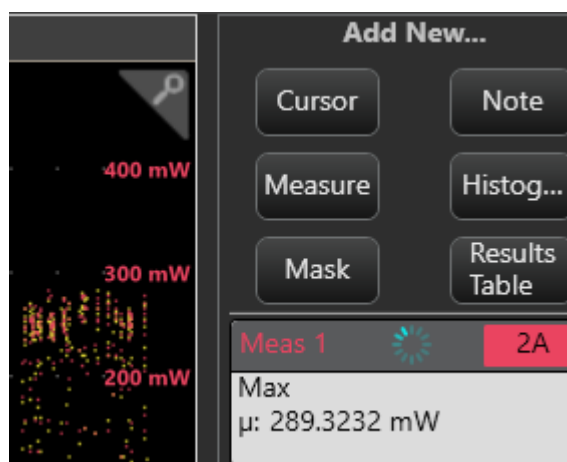 Add New...
Cursor
Note
400 mW
Measure
Histog...
300 mW
Mask
Results
Table
Meas 1
2A
200 mW
Max
μ: 289.3232 mW